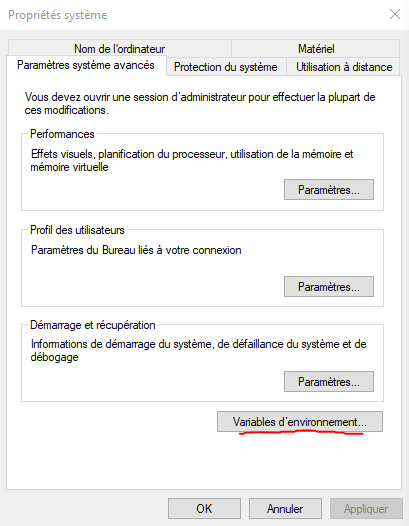 Propriétés système
Nom de l'ordinateur
Matériel
Paramètres système avancés
Protection du système
Utilisation à distance
Vous devez ouvrir une session d'administrateur pour effectuer la plupart de
ces modifications.
Performances
Effets visuels, planification du processeur, utilisation de la mémoire et
mémoire virtuelle
Paramètres...
Profil des utilisateurs
Paramètres du Bureau liés à votre connexion
Paramètres...
Démarrage et récupération
Informations de démarrage du système, de défaillance du système et de
débogage
Paramètres...
Variables d'environnement...
OK
Annuler
Appliquer